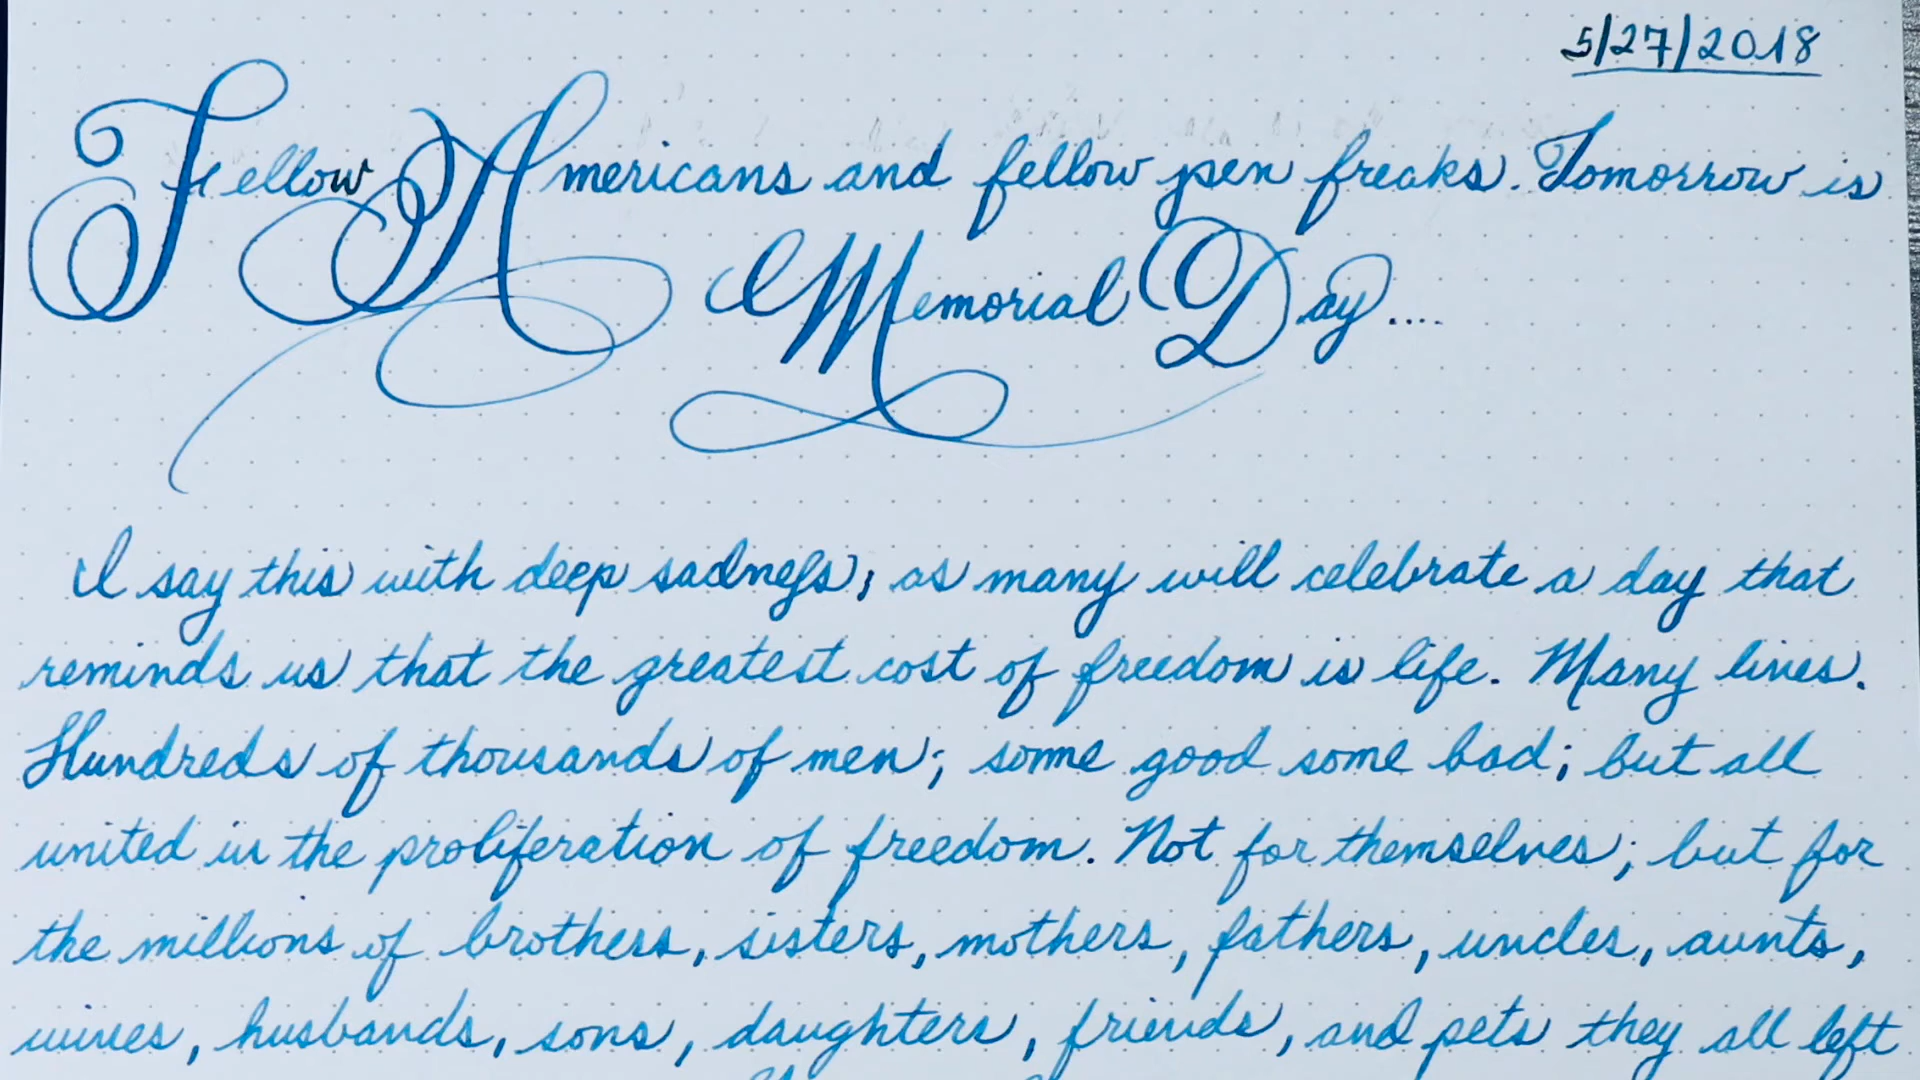 5/27/2018
Fellow Americans and fellow pen freaks. Tomorrow is
Memorial Day....
I say this with deep sadness; as many will celebrate a day that
reminds us that the greatest cost of freedom is life. Many lives.
Hundreds of thousands of men; some good some bad; but all
united in the proliferation of freedom. Not for themselves; but for
the millions of brothers, sisters, mothers, fathers, uncles, aunts,
wives, husbands, sons, daughters, friends, and pets they all left